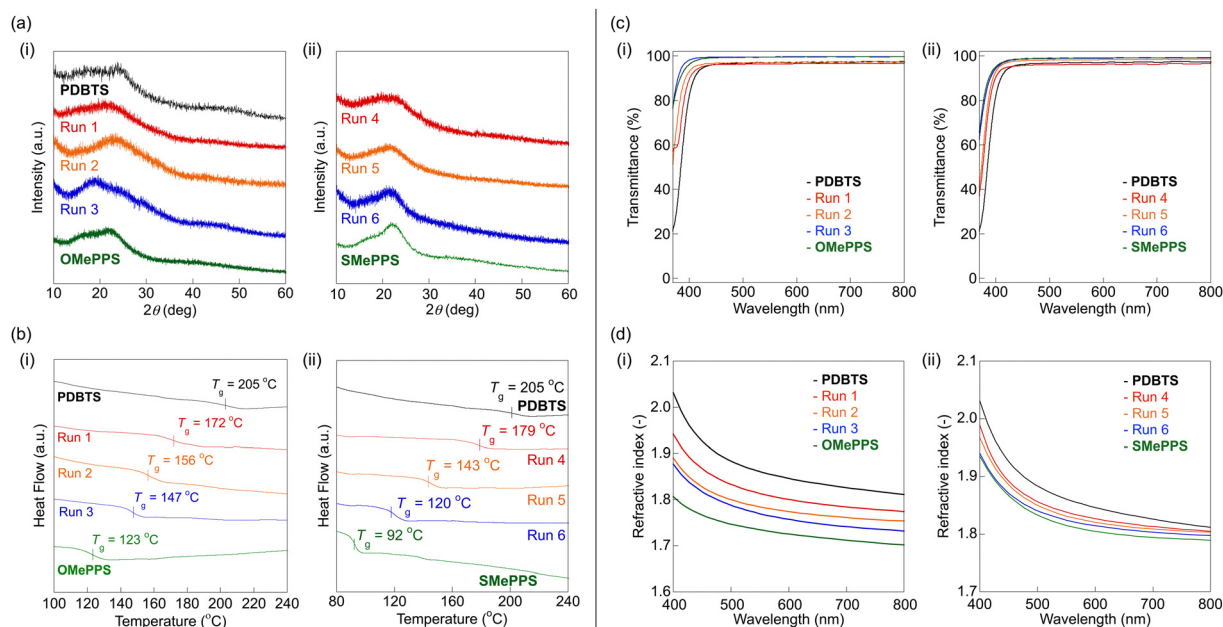 (a)
(i)
Intensity (a.u.)
PDBTS
Run 1
Run 2
Run 3
OMePPS
10 20 30 40 50 60
2θ (deg)
(ii)
Intensity (a.u.)
Run 4
Run 5
Run 6
SMePPS
10 20 30 40 50 60
2θ (deg)
(b)
(i)
Heat Flow (a.u.)
Tg = 205 °C
PDBTS
Tg = 172 °C
Run 1
Tg = 156 °C
Run 2
Tg = 147 °C
Run 3
Tg = 123 °C
OMePPS
100 120 140 160 180 200 220 240
Temperature (°C)
(ii)
Heat Flow (a.u.)
Tg = 205 °C
PDBTS
Tg = 179 °C
Run 4
Tg = 143 °C
Run 5
Tg = 120 °C
Run 6
Tg = 92 °C
SMePPS
80 120 160 200 240
Temperature (°C)
(c)
(i)
Transmittance (%)
100
80
60
40
20
0
- PDBTS
- Run 1
- Run 2
- Run 3
- OMePPS
400 500 600 700 800
Wavelength (nm)
(ii)
Transmittance (%)
100
80
60
40
20
0
- PDBTS
- Run 4
- Run 5
- Run 6
- SMePPS
400 500 600 700 800
Wavelength (nm)
(d)
(i)
Refractive index (-)
2.1
2.0
1.9
1.8
1.7
1.6
- PDBTS
- Run 1
- Run 2
- Run 3
- OMePPS
400 500 600 700 800
Wavelength (nm)
(ii)
Refractive index (-)
2.1
2.0
1.9
1.8
1.7
- PDBTS
- Run 4
- Run 5
- Run 6
- SMePPS
400 500 600 700 800
Wavelength (nm)